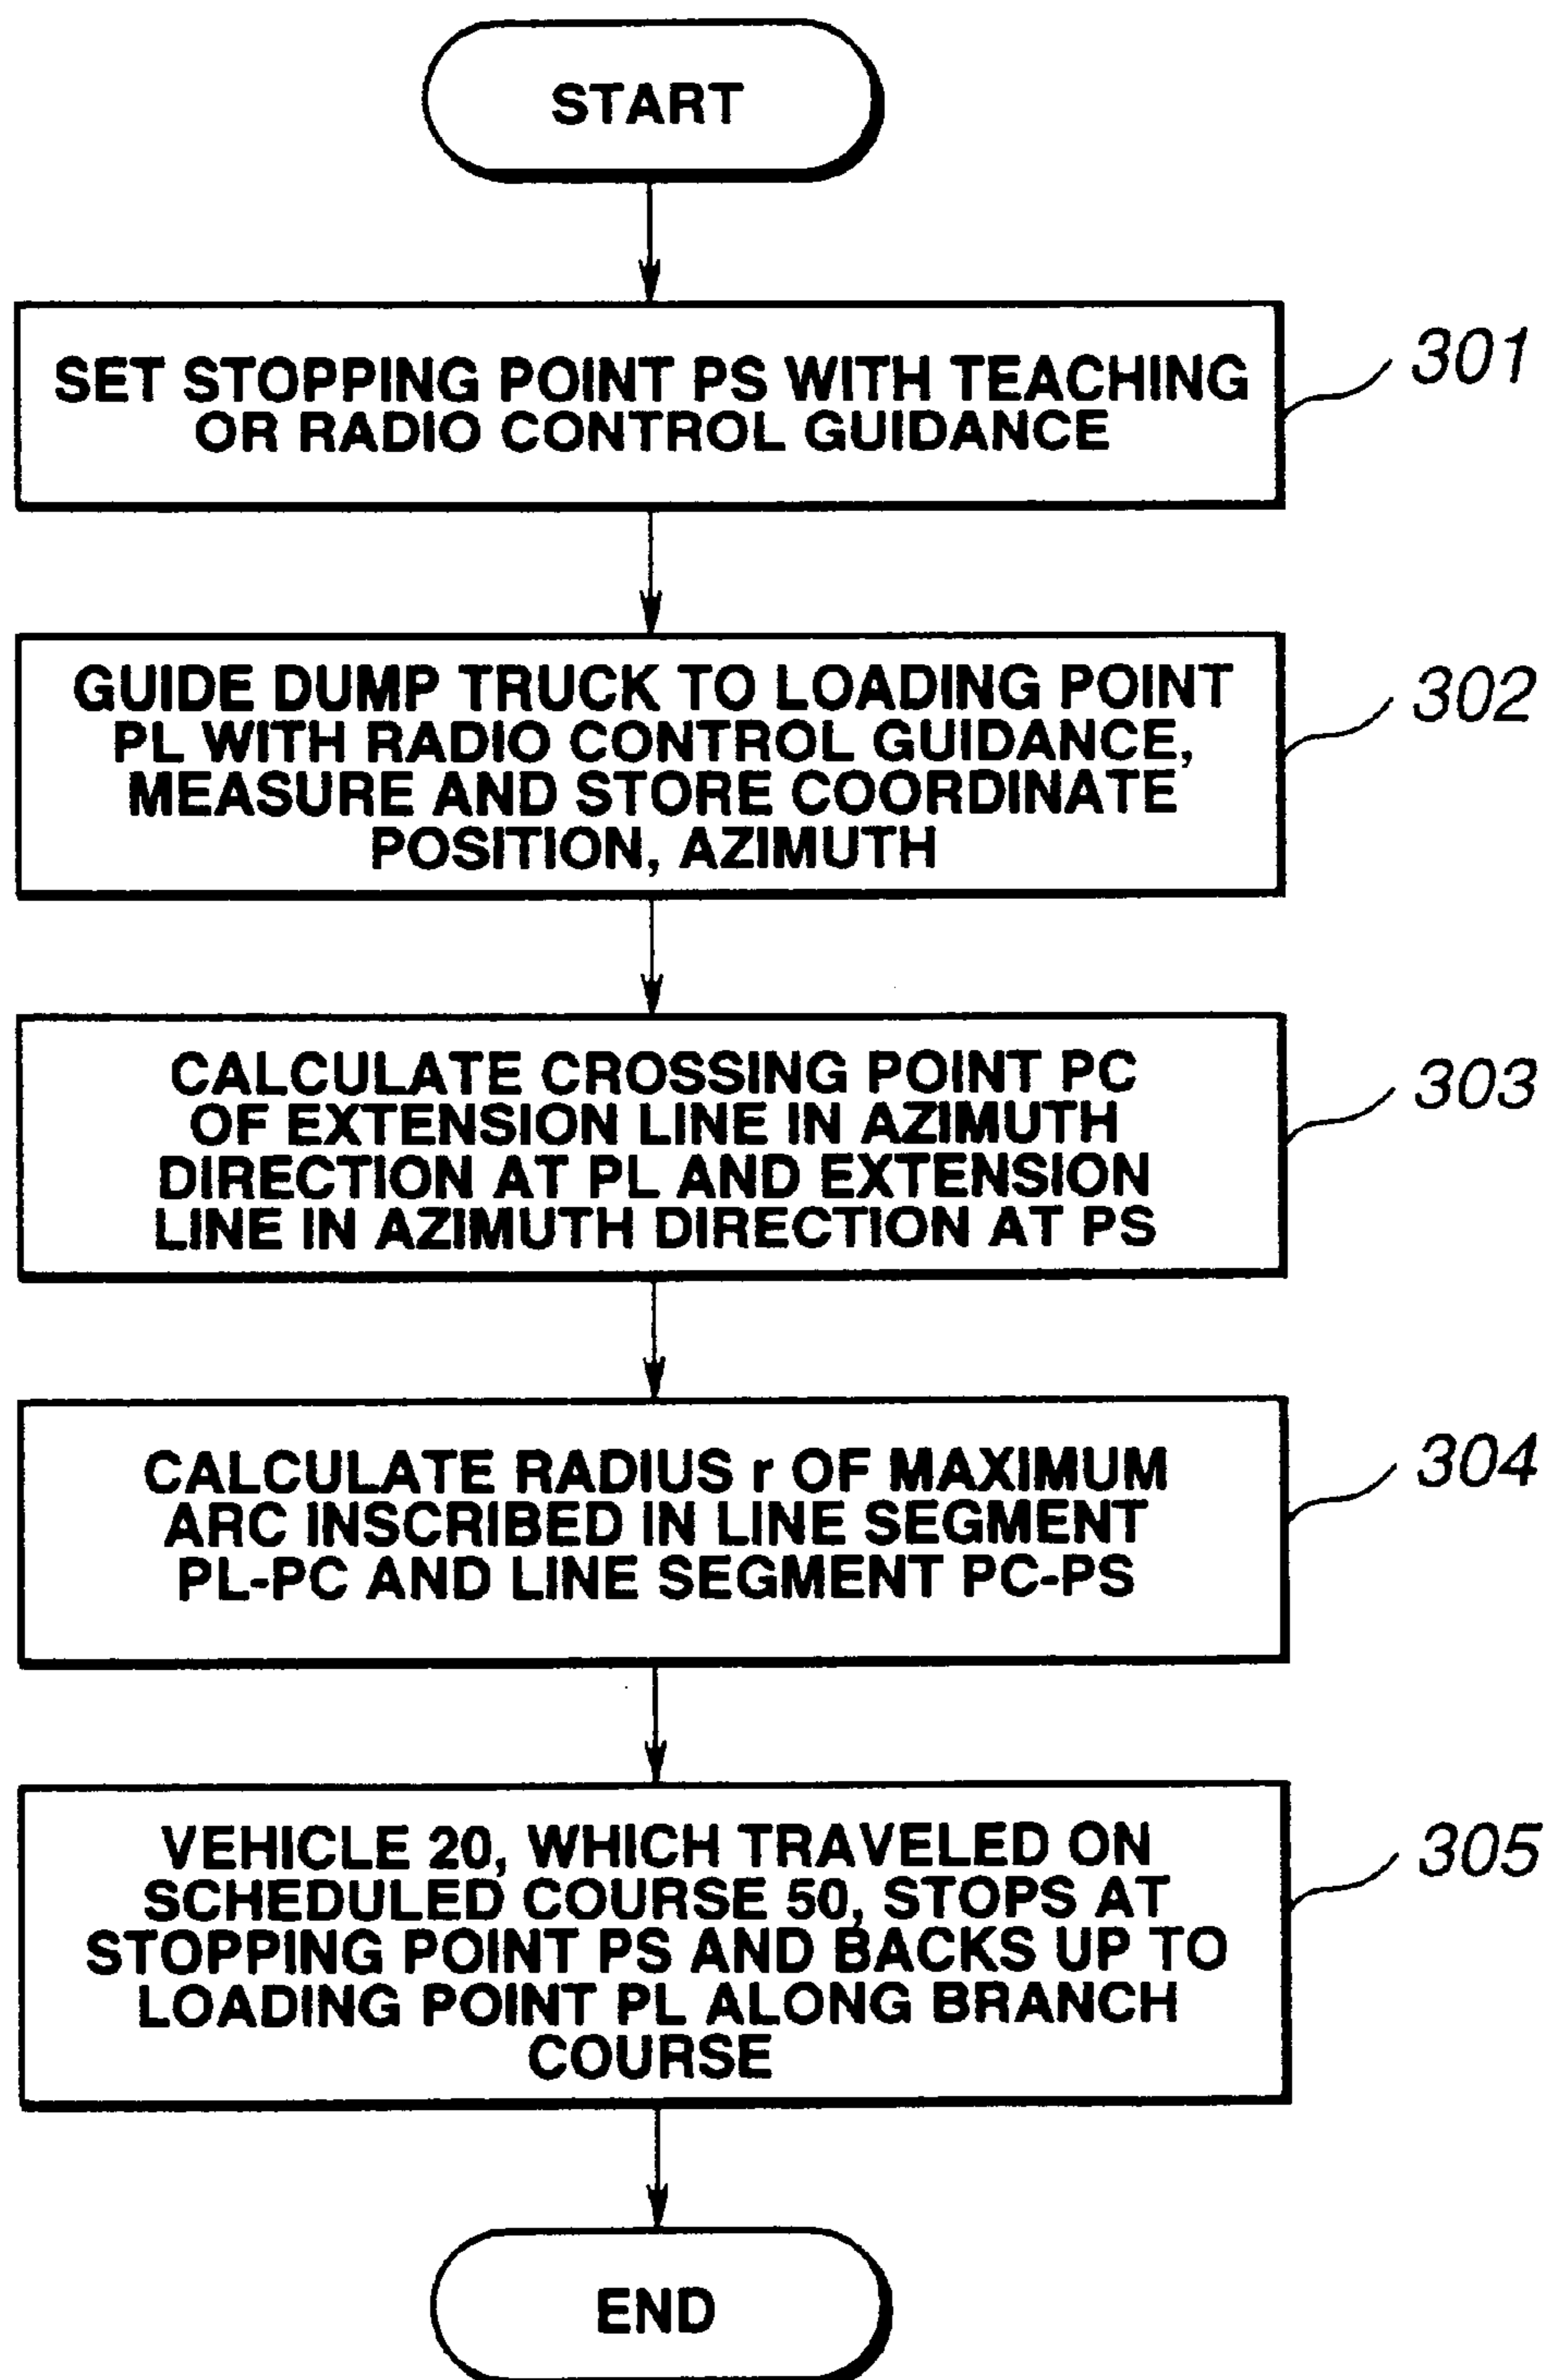 START
SET STOPPING POINT PS WITH TEACHING
OR RADIO CONTROL GUIDANCE
301
GUIDE DUMP TRUCK TO LOADING POINT
PL WITH RADIO CONTROL GUIDANCE,
MEASURE AND STORE COORDINATE
POSITION, AZIMUTH
302
CALCULATE CROSSING POINT PC
OF EXTENSION LINE IN AZIMUTH
DIRECTION AT PL AND EXTENSION
LINE IN AZIMUTH DIRECTION AT PS
303
CALCULATE RADIUS r OF MAXIMUM
ARC INSCRIBED IN LINE SEGMENT
PL-PC AND LINE SEGMENT PC-PS
304
VEHICLE 20, WHICH TRAVELED ON
SCHEDULED COURSE 50, STOPS AT
STOPPING POINT PS AND BACKS UP TO
LOADING POINT PL ALONG BRANCH
COURSE
305
END